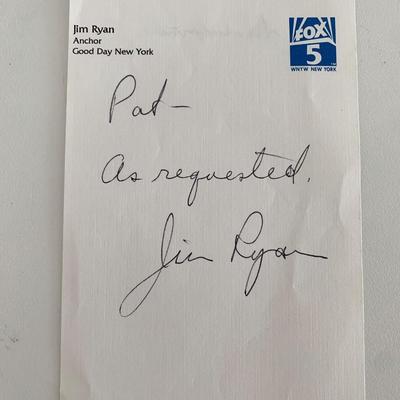 Jim Ryan
Anchor
Good Day New York
FOX
5
WNYW NEW YORK
Pat-
As requested.
Jim Ryan